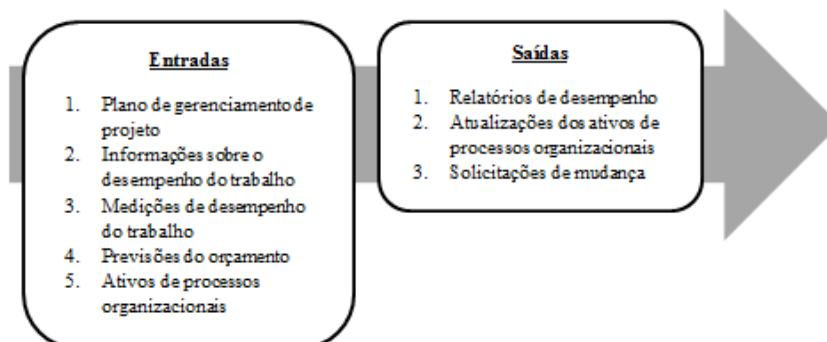 Entradas
1. Plano de gerenciamento de
projeto
2. Informações sobre o
desempenho do trabalho
3. Medições de desempenho
do trabalho
4. Previsões do orçamento
5. Ativos de processos
organizacionais
Saídas
1. Relatórios de desempenho
2. Atualizações dos ativos de
processos organizacionais
3. Solicitações de mudança